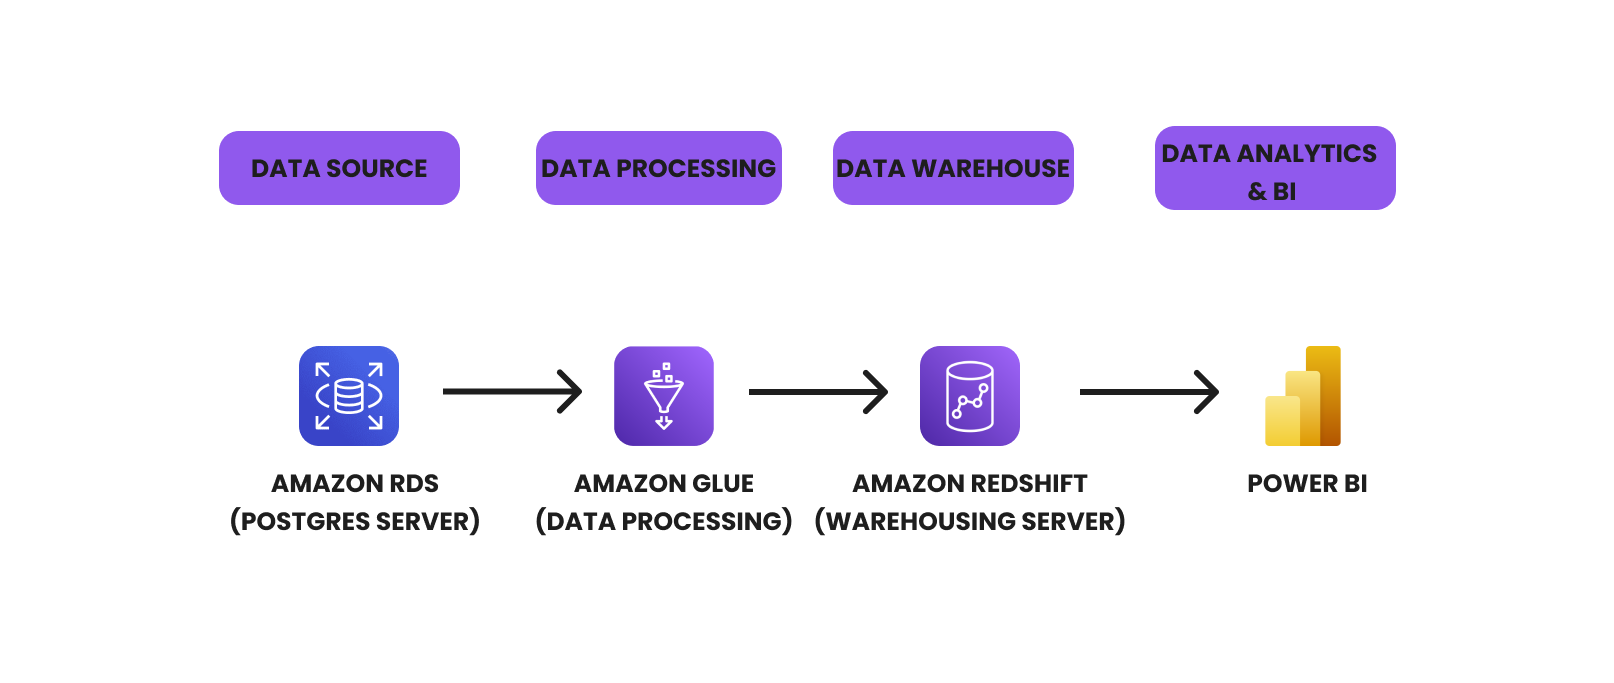 DATA SOURCE
DATA PROCESSING
DATA WAREHOUSE
DATA ANALYTICS
& BI
AMAZON RDS
(POSTGRES SERVER)
AMAZON GLUE
(DATA PROCESSING)
AMAZON REDSHIFT
(WAREHOUSING SERVER)
POWER BI